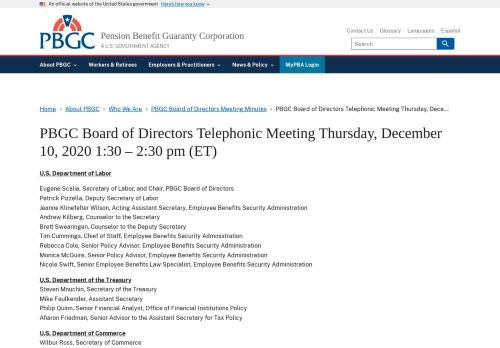 An official website of the United States government Here's how you know
PBGC
Pension Benefit Guaranty Corporation
A U.S. GOVERNMENT AGENCY
Contact Us Glossary Languages Español
Search
About PBGC Workers & Retirees Employers & Practitioners News & Policy MyPBA Login
Home › About PBGC › Who We Are › PBGC Board of Directors Meeting Minutes › PBGC Board of Directors Telephonic Meeting Thursday, Dece...
PBGC Board of Directors Telephonic Meeting Thursday, December
10, 2020 1:30 – 2:30 pm (ET)
U.S. Department of Labor
Eugene Scalia, Secretary of Labor, and Chair, PBGC Board of Directors
Patrick Pizzella, Deputy Secretary of Labor
Jeanne Klinefelter Wilson, Acting Assistant Secretary, Employee Benefits Security Administration
Andrew Kilberg, Counselor to the Secretary
Brett Swearingen, Counselor to the Deputy Secretary
Tim Cummings, Chief of Staff, Employee Benefits Security Administration
Rebecca Cole, Senior Policy Advisor, Employee Benefits Security Administration
Monica McGuire, Senior Policy Advisor, Employee Benefits Security Administration
Nicole Swift, Senior Employee Benefits Law Specialist, Employee Benefits Security Administration
U.S. Department of the Treasury
Steven Mnuchin, Secretary of the Treasury
Mike Faulkender, Assistant Secretary
Philip Quinn, Senior Financial Analyst, Office of Financial Institutions Policy
Aharon Friedman, Senior Advisor to the Assistant Secretary for Tax Policy
U.S. Department of Commerce
Wilbur Ross, Secretary of Commerce